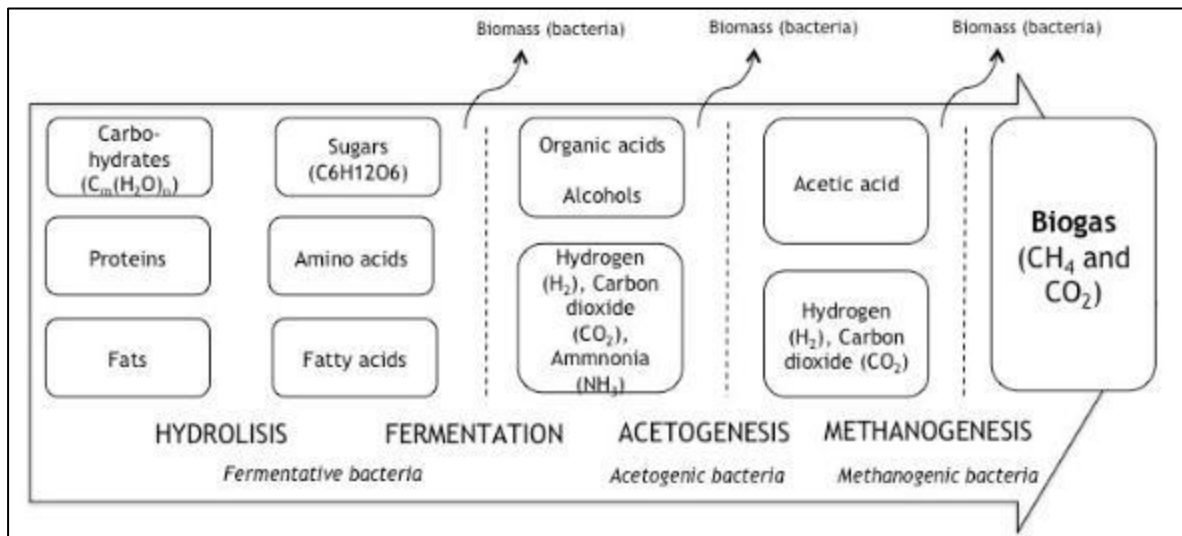 Biomass (bacteria)
Biomass (bacteria)
Biomass (bacteria)
Carbo-
hydrates
(Cm(H2O)n)
Sugars
(C6H12O6)
Organic acids
Alcohols
Acetic acid
Biogas
(CH4 and
CO2)
Proteins
Amino acids
Hydrogen
(H2), Carbon
dioxide
(CO2),
Ammnonia
(NH3)
Hydrogen
(H2), Carbon
dioxide (CO2)
Fats
Fatty acids
HYDROLISIS
FERMENTATION
ACETOGENESIS
METHANOGENESIS
Fermentative bacteria
Acetogenic bacteria
Methanogenic bacteria